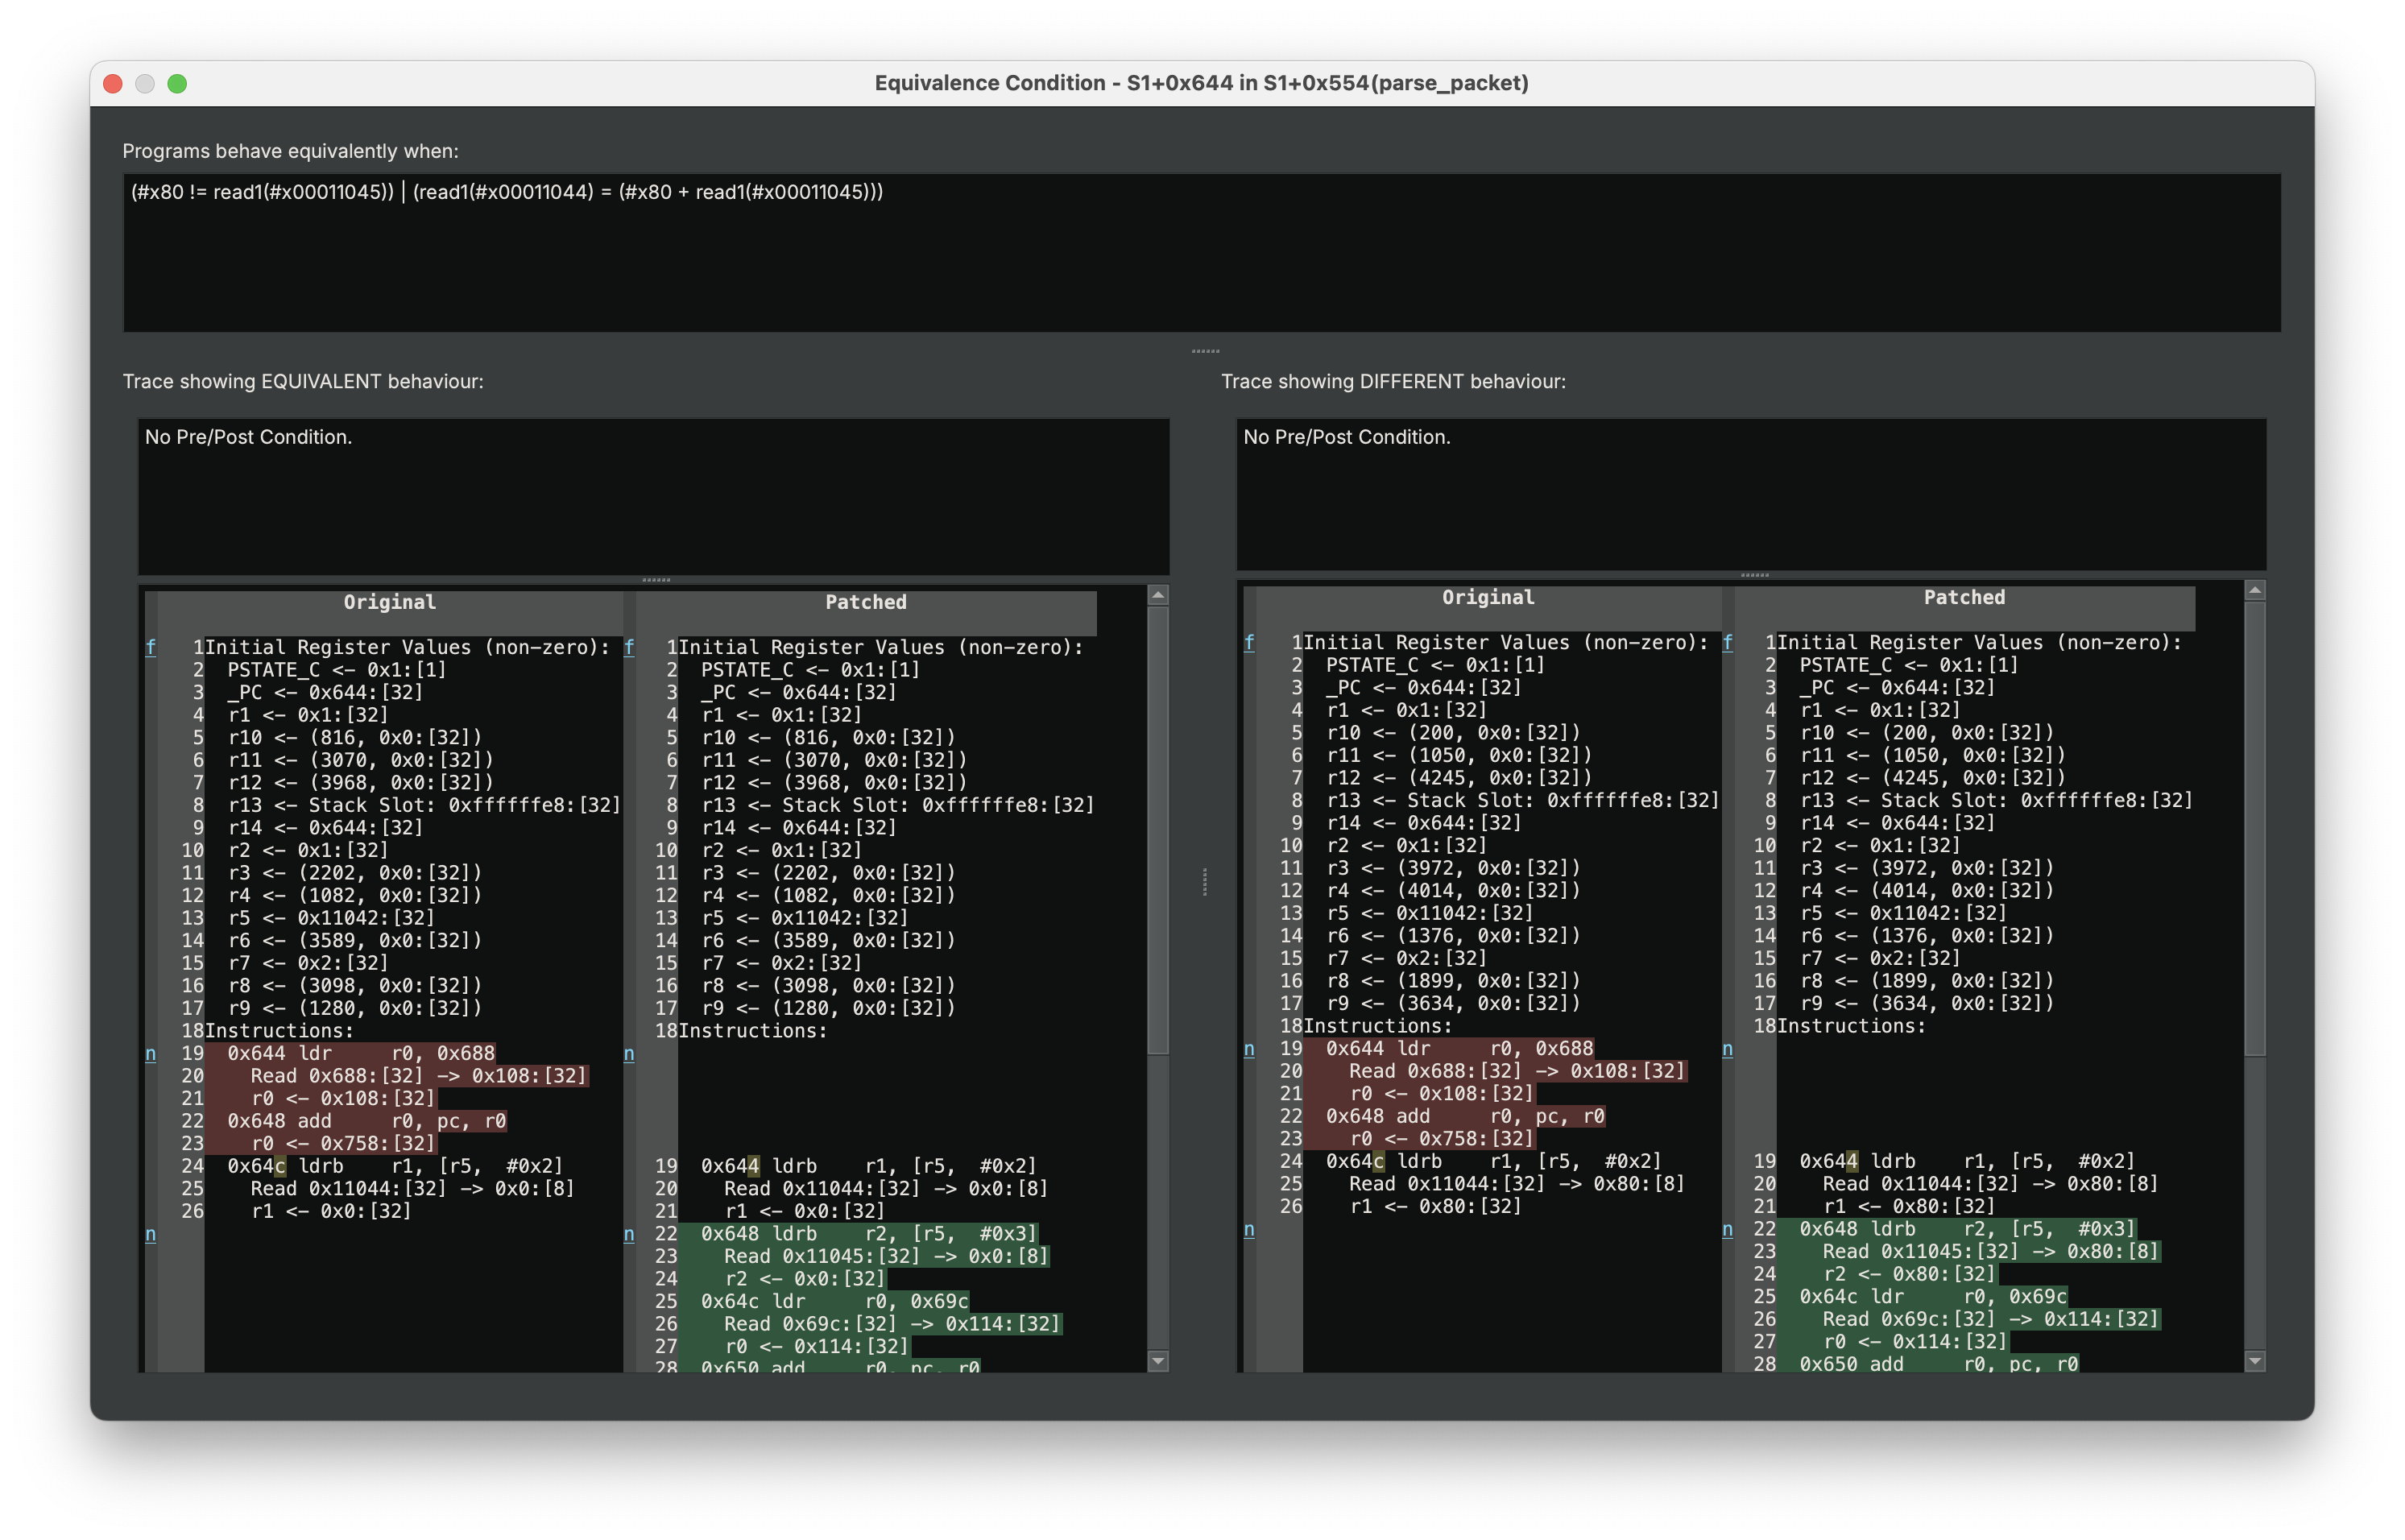 Equivalence Condition - S1+0x644 in S1+0x554(parse_packet)
Programs behave equivalently when:
(#x80 != read1(#x00011045)) | (read1(#x00011044) = (#x80 + read1(#x00011045)))
Trace showing EQUIVALENT behaviour:
No Pre/Post Condition.
Original Patched
f 1 Initial Register Values (non-zero): f 1 Initial Register Values (non-zero):
2 PSTATE_C <- 0x1:[1] 2 PSTATE_C <- 0x1:[1]
3 _PC <- 0x644:[32] 3 _PC <- 0x644:[32]
4 r1 <- 0x1:[32] 4 r1 <- 0x1:[32]
5 r10 <- (816, 0x0:[32]) 5 r10 <- (816, 0x0:[32])
6 r11 <- (3070, 0x0:[32]) 6 r11 <- (3070, 0x0:[32])
7 r12 <- (3968, 0x0:[32]) 7 r12 <- (3968, 0x0:[32])
8 r13 <- Stack Slot: 0xffffffe8:[32] 8 r13 <- Stack Slot: 0xffffffe8:[32]
9 r14 <- 0x644:[32] 9 r14 <- 0x644:[32]
10 r2 <- 0x1:[32] 10 r2 <- 0x1:[32]
11 r3 <- (2202, 0x0:[32]) 11 r3 <- (2202, 0x0:[32])
12 r4 <- (1082, 0x0:[32]) 12 r4 <- (1082, 0x0:[32])
13 r5 <- 0x11042:[32] 13 r5 <- 0x11042:[32]
14 r6 <- (3589, 0x0:[32]) 14 r6 <- (3589, 0x0:[32])
15 r7 <- 0x2:[32] 15 r7 <- 0x2:[32]
16 r8 <- (3098, 0x0:[32]) 16 r8 <- (3098, 0x0:[32])
17 r9 <- (1280, 0x0:[32]) 17 r9 <- (1280, 0x0:[32])
18 Instructions: 18 Instructions:
n 19 0x644 ldr r0, 0x688 n
20 Read 0x688:[32] -> 0x108:[32]
21 r0 <- 0x108:[32]
22 0x648 add r0, pc, r0
23 r0 <- 0x758:[32]
24 0x64c ldrb r1, [r5, #0x2] 19 0x644 ldrb r1, [r5, #0x2]
25 Read 0x11044:[32] -> 0x0:[8] 20 Read 0x11044:[32] -> 0x0:[8]
26 r1 <- 0x0:[32] 21 r1 <- 0x0:[32]
n n 22 0x648 ldrb r2, [r5, #0x3]
23 Read 0x11045:[32] -> 0x0:[8]
24 r2 <- 0x0:[32]
25 0x64c ldr r0, 0x69c
26 Read 0x69c:[32] -> 0x114:[32]
27 r0 <- 0x114:[32]
28 0x650 add r0, pc, r0
Trace showing DIFFERENT behaviour:
No Pre/Post Condition.
Original Patched
f 1 Initial Register Values (non-zero): f 1 Initial Register Values (non-zero):
2 PSTATE_C <- 0x1:[1] 2 PSTATE_C <- 0x1:[1]
3 _PC <- 0x644:[32] 3 _PC <- 0x644:[32]
4 r1 <- 0x1:[32] 4 r1 <- 0x1:[32]
5 r10 <- (200, 0x0:[32]) 5 r10 <- (200, 0x0:[32])
6 r11 <- (1050, 0x0:[32]) 6 r11 <- (1050, 0x0:[32])
7 r12 <- (4245, 0x0:[32]) 7 r12 <- (4245, 0x0:[32])
8 r13 <- Stack Slot: 0xffffffe8:[32] 8 r13 <- Stack Slot: 0xffffffe8:[32]
9 r14 <- 0x644:[32] 9 r14 <- 0x644:[32]
10 r2 <- 0x1:[32] 10 r2 <- 0x1:[32]
11 r3 <- (3972, 0x0:[32]) 11 r3 <- (3972, 0x0:[32])
12 r4 <- (4014, 0x0:[32]) 12 r4 <- (4014, 0x0:[32])
13 r5 <- 0x11042:[32] 13 r5 <- 0x11042:[32]
14 r6 <- (1376, 0x0:[32]) 14 r6 <- (1376, 0x0:[32])
15 r7 <- 0x2:[32] 15 r7 <- 0x2:[32]
16 r8 <- (1899, 0x0:[32]) 16 r8 <- (1899, 0x0:[32])
17 r9 <- (3634, 0x0:[32]) 17 r9 <- (3634, 0x0:[32])
18 Instructions: 18 Instructions:
n 19 0x644 ldr r0, 0x688 n
20 Read 0x688:[32] -> 0x108:[32]
21 r0 <- 0x108:[32]
22 0x648 add r0, pc, r0
23 r0 <- 0x758:[32]
24 0x64c ldrb r1, [r5, #0x2] 19 0x644 ldrb r1, [r5, #0x2]
25 Read 0x11044:[32] -> 0x80:[8] 20 Read 0x11044:[32] -> 0x80:[8]
26 r1 <- 0x80:[32] 21 r1 <- 0x80:[32]
n n 22 0x648 ldrb r2, [r5, #0x3]
23 Read 0x11045:[32] -> 0x80:[8]
24 r2 <- 0x80:[32]
25 0x64c ldr r0, 0x69c
26 Read 0x69c:[32] -> 0x114:[32]
27 r0 <- 0x114:[32]
28 0x650 add r0, pc, r0